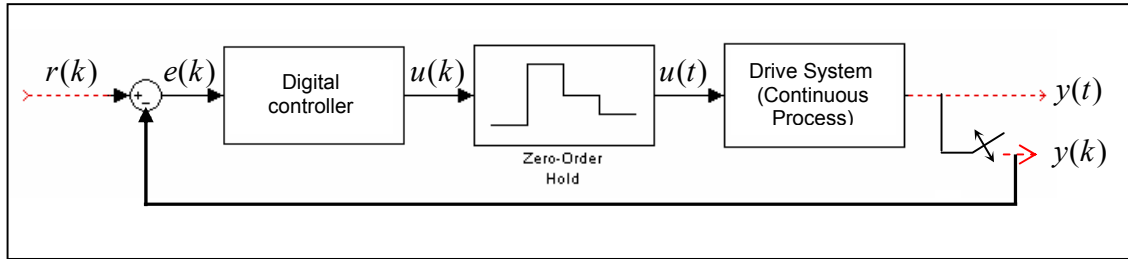 r(k)
+
−
e(k)
Digital
controller
u(k)
Zero-Order
Hold
u(t)
Drive System
(Continuous
Process)
y(t)
y(k)